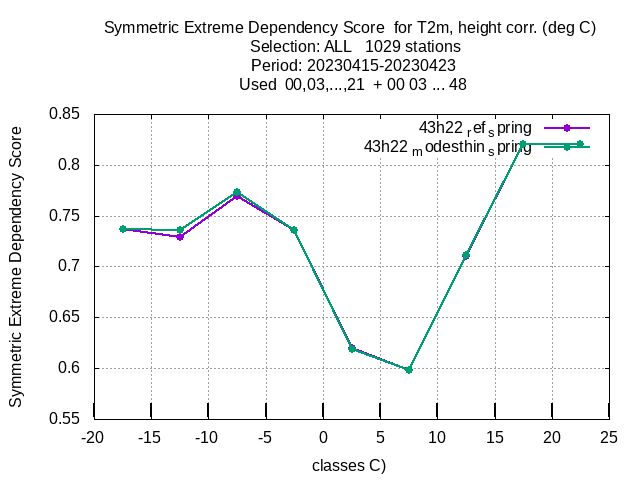 Symmetric Extreme Dependency Score  for T2m, height corr. (deg C)
Selection: ALL   1029 stations
Period: 20230415-20230423
Used  00,03,...,21  + 00 03 ... 48
43h22 ref spring
43h22 modesthin spring
Symmetric Extreme Dependency Score
0.85
0.8
0.75
0.7
0.65
0.6
0.55
-20 -15 -10 -5 0 5 10 15 20 25
classes C)